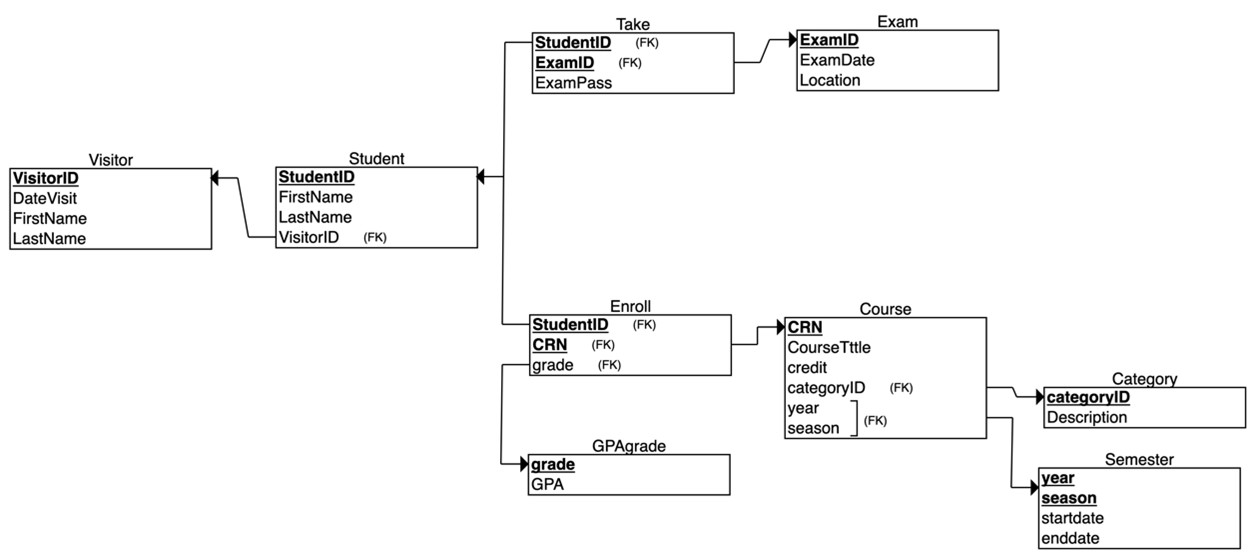 Take
StudentID (FK)
ExamID (FK)
ExamPass
Exam
ExamID
ExamDate
Location
Visitor
VisitorID
DateVisit
FirstName
LastName
Student
StudentID
FirstName
LastName
VisitorID (FK)
Enroll
StudentID (FK)
CRN (FK)
grade (FK)
Course
CRN
CourseTttle
credit
categoryID (FK)
year
season
(FK)
Category
categoryID
Description
GPAgrade
grade
GPA
Semester
year
season
startdate
enddate